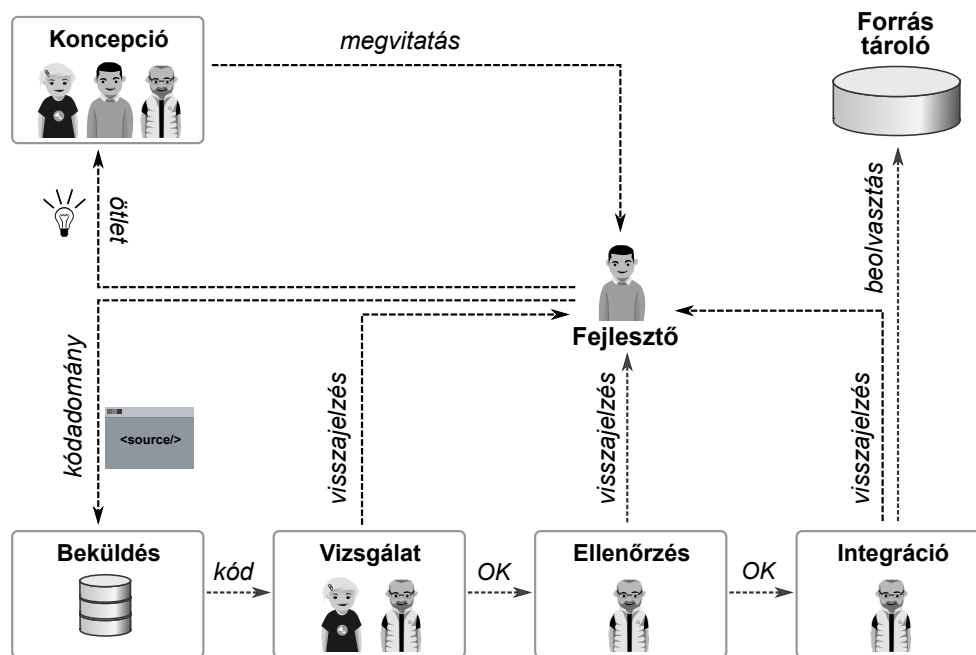 Koncepció
megvitatás
Forrás
tároló
ötlet
beolvasztás
Fejlesztő
kódadomány
<source/>
visszajelzés
visszajelzés
visszajelzés
Beküldés
kód
Vizsgálat
OK
Ellenőrzés
OK
Integráció